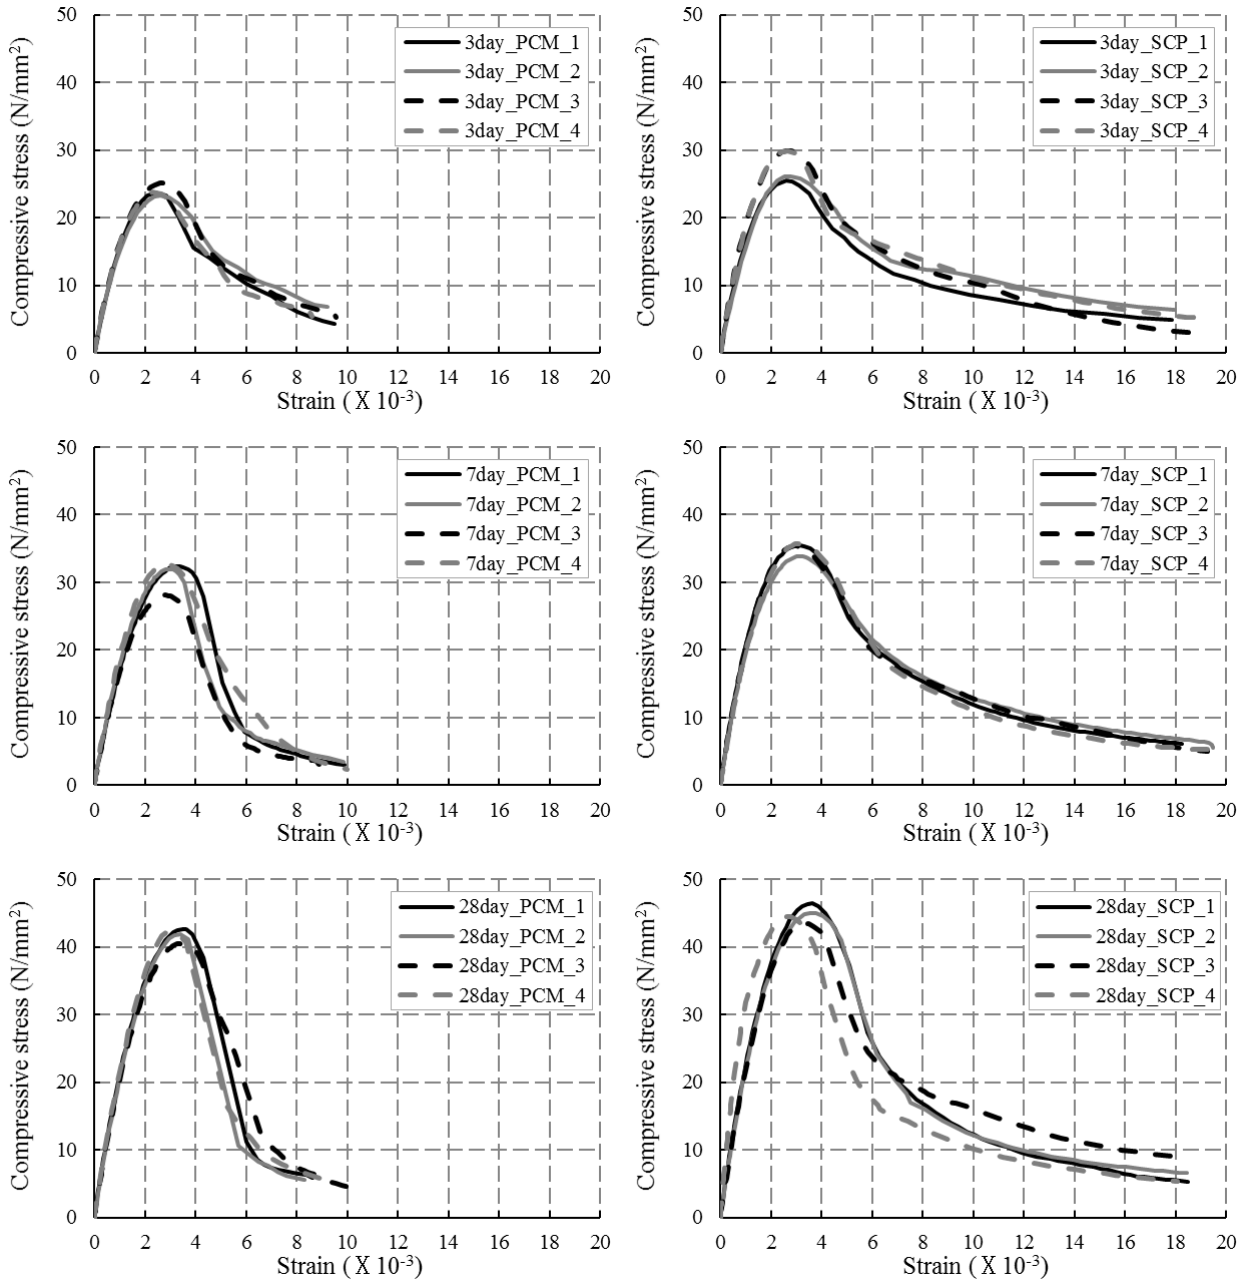 Compressive stress (N/mm²)
50
40
30
20
10
0
3day_PCM_1
3day_PCM_2
3day_PCM_3
3day_PCM_4
0 2 4 6 8 10 12 14 16 18 20
Strain ( X 10⁻³)
Compressive stress (N/mm²)
50
40
30
20
10
0
3day_SCP_1
3day_SCP_2
3day_SCP_3
3day_SCP_4
0 2 4 6 8 10 12 14 16 18 20
Strain ( X 10⁻³)
Compressive stress (N/mm²)
50
40
30
20
10
0
7day_PCM_1
7day_PCM_2
7day_PCM_3
7day_PCM_4
0 2 4 6 8 10 12 14 16 18 20
Strain ( X 10⁻³)
Compressive stress (N/mm²)
50
40
30
20
10
0
7day_SCP_1
7day_SCP_2
7day_SCP_3
7day_SCP_4
0 2 4 6 8 10 12 14 16 18 20
Strain ( X 10⁻³)
Compressive stress (N/mm²)
50
40
30
20
10
0
28day_PCM_1
28day_PCM_2
28day_PCM_3
28day_PCM_4
0 2 4 6 8 10 12 14 16 18 20
Strain ( X 10⁻³)
Compressive stress (N/mm²)
50
40
30
20
10
0
28day_SCP_1
28day_SCP_2
28day_SCP_3
28day_SCP_4
0 2 4 6 8 10 12 14 16 18 20
Strain ( X 10⁻³)